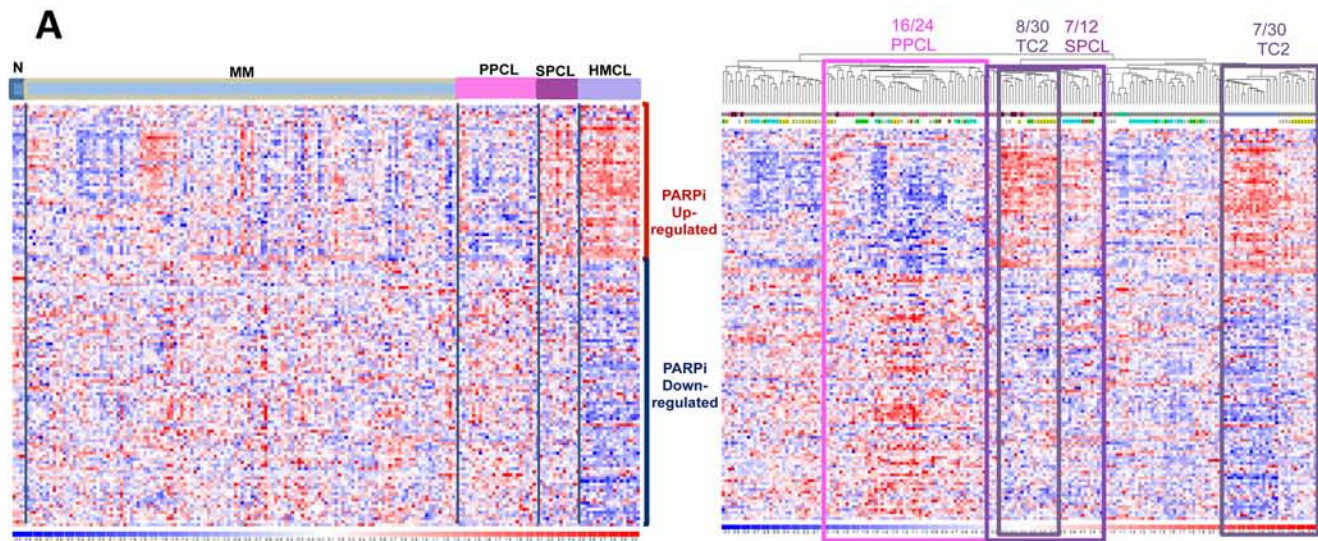 A
N
MM
PPCL
SPCL
HMCL
PARPi
Up-
regulated
PARPi
Down-
regulated
16/24
PPCL
8/30
TC2
7/12
SPCL
7/30
TC2